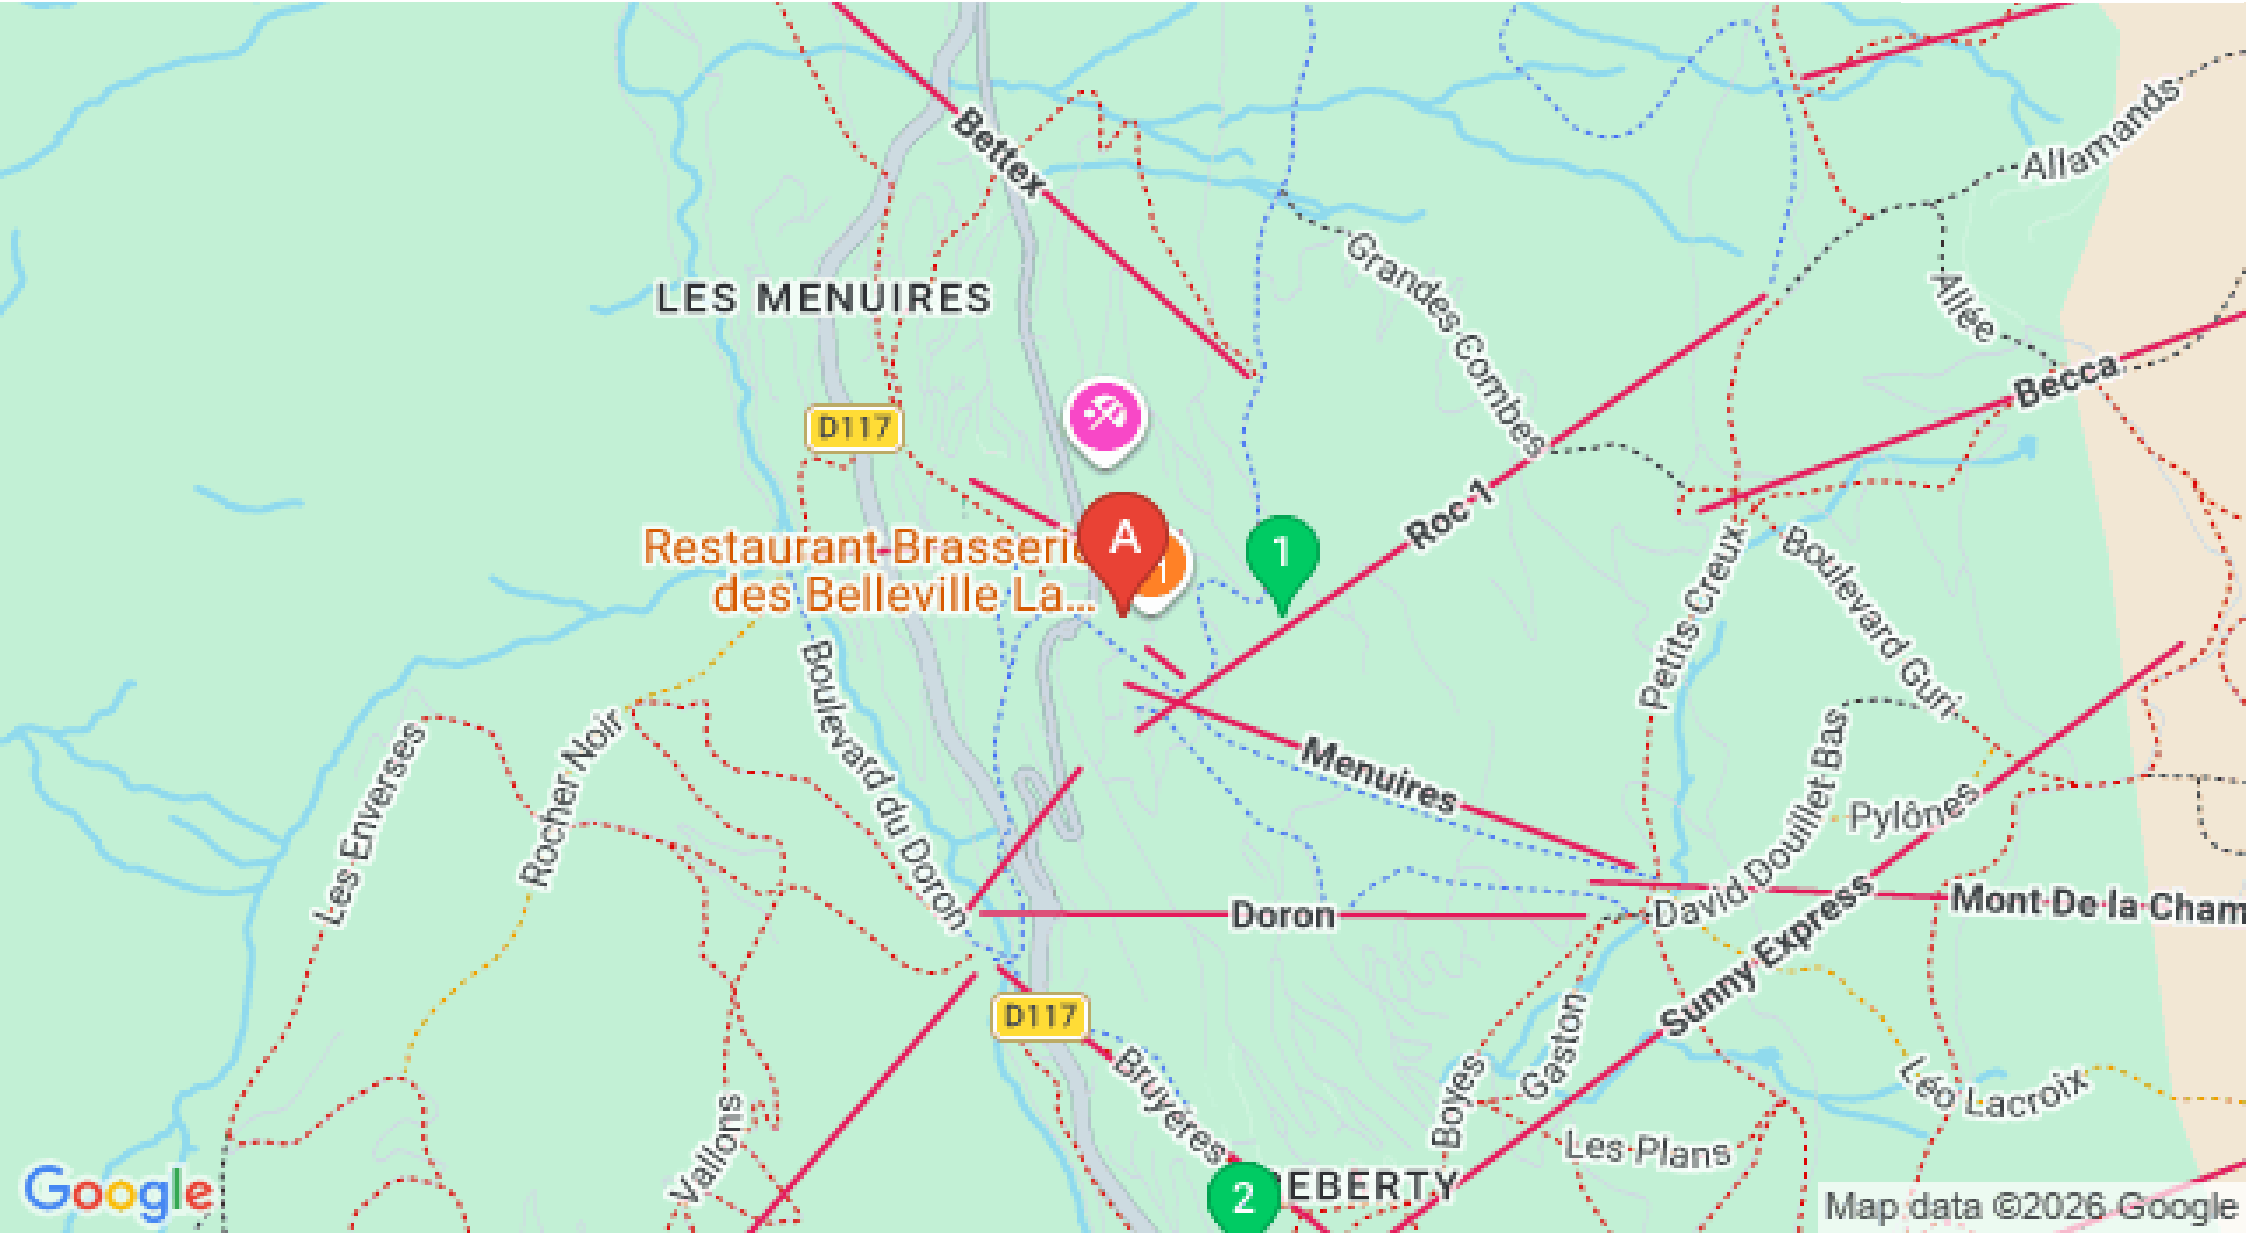 Bettex
Allamands
Grandes Combes
Allée
LES MENUIRES
Becca
D117
Roc 1
A
1
Restaurant Brasserie
des Belleville La...
Petits Creux
Boulevard Guri
Boulevard du Doron
Les Enverses
Rocher Noir
Menuires
David Douillet Bas
Pylônes
Doron
Mont De la Cham
Sunny Express
D117
Bruyères
Gaston
Boyes
Léo Lacroix
Vallons
Les Plans
2
EBERTY
Google
Map data ©2026 Google